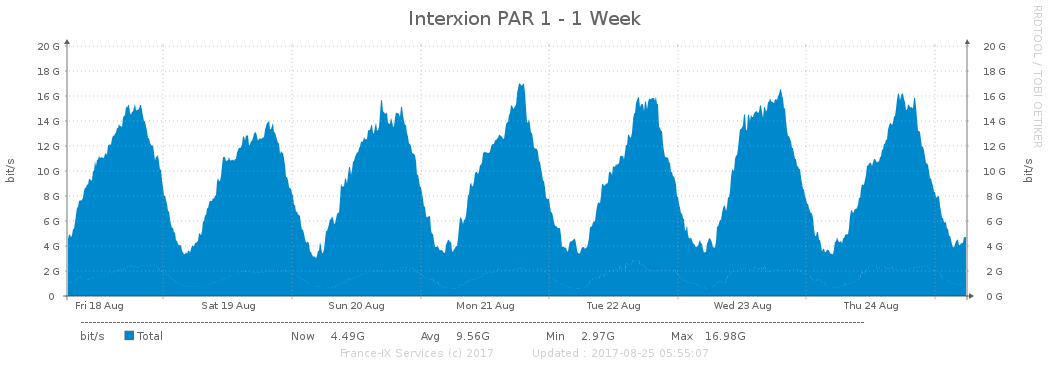 Interxion PAR 1 - 1 Week
RRDTOOL / TOBI OETIKER
20 G 20 G
18 G 18 G
16 G 16 G
14 G 14 G
12 G 12 G
10 G 10 G
8 G 8 G
6 G 6 G
4 G 4 G
2 G 2 G
0 0 G
bit/s bit/s
Fri 18 Aug Sat 19 Aug Sun 20 Aug Mon 21 Aug Tue 22 Aug Wed 23 Aug Thu 24 Aug
bit/s Total Now 4.49G Avg 9.56G Min 2.97G Max 16.98G
France-IX Services (c) 2017 Updated : 2017-08-25 05:55:07